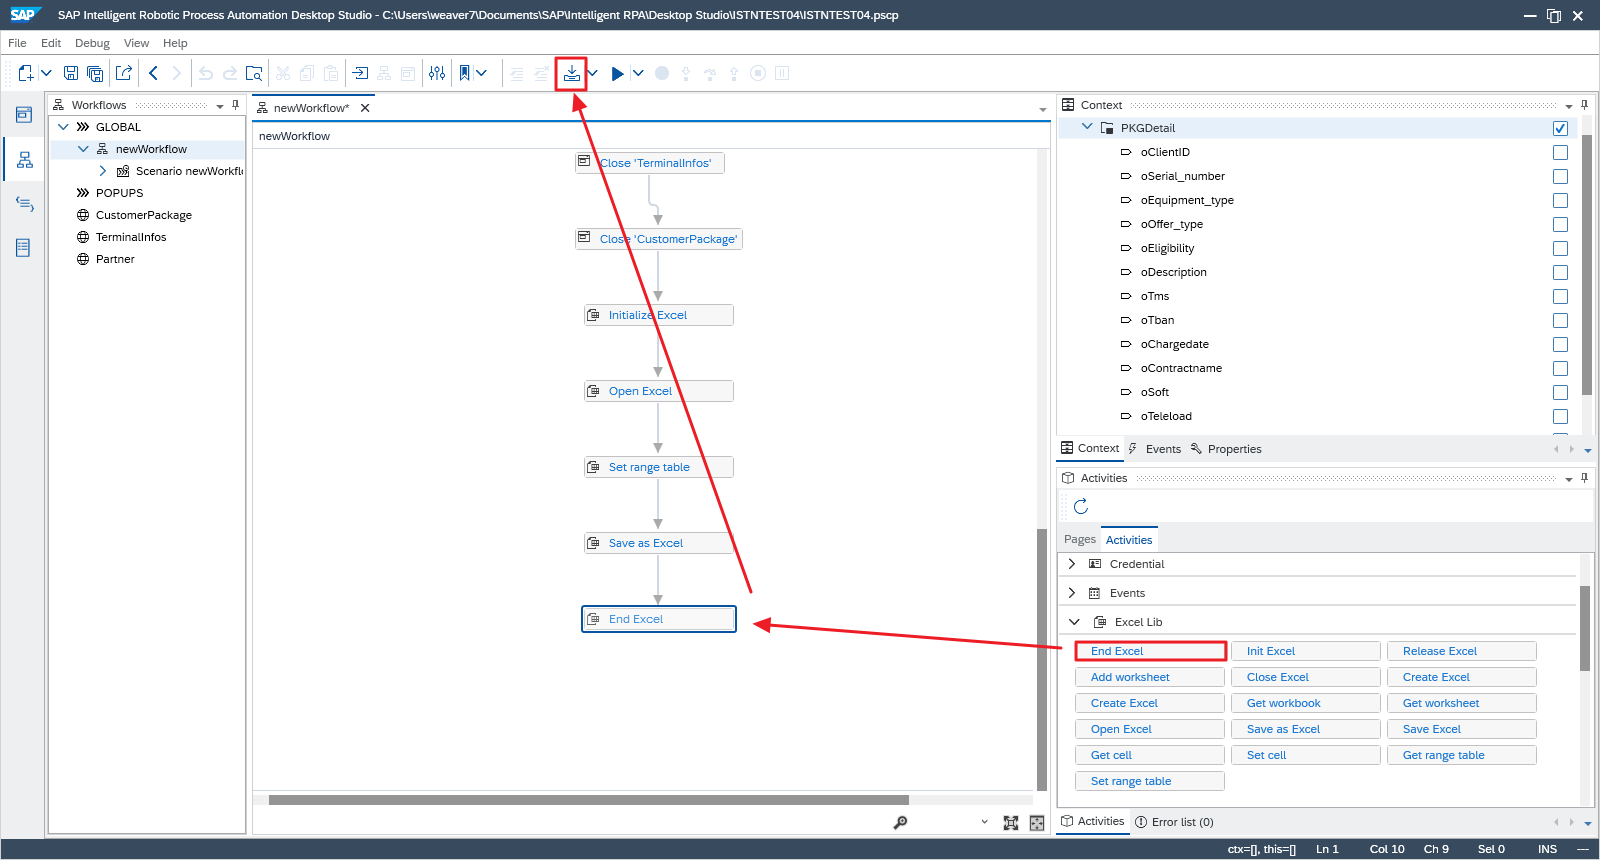 SAP SAP Intelligent Robotic Process Automation Desktop Studio - C:\Users\weaver7\Documents\SAP\Intelligent RPA\Desktop Studio\ISTNTEST04\ISTNTEST04.pscp
File Edit Debug View Help
Workflows
GLOBAL
newWorkflow
Scenario newWorkfl
POPUPS
CustomerPackage
TerminalInfos
Partner
newWorkflow*
newWorkflow
Close 'TerminalInfos'
Close 'CustomerPackage'
Initialize Excel
Open Excel
Set range table
Save as Excel
End Excel
Context
PKGDetail
oClientID
oSerial_number
oEquipment_type
oOffer_type
oEligibility
oDescription
oTms
oTban
oChargedate
oContractname
oSoft
oTeleload
Context Events Properties
Activities
Pages Activities
Credential
Events
Excel Lib
End Excel Init Excel Release Excel
Add worksheet Close Excel Create Excel
Create Excel Get workbook Get worksheet
Open Excel Save as Excel Save Excel
Get cell Set cell Get range table
Set range table
Activities Error list (0)
ctx=[], this=[] Ln 1 Col 10 Ch 9 Sel 0 INS ---